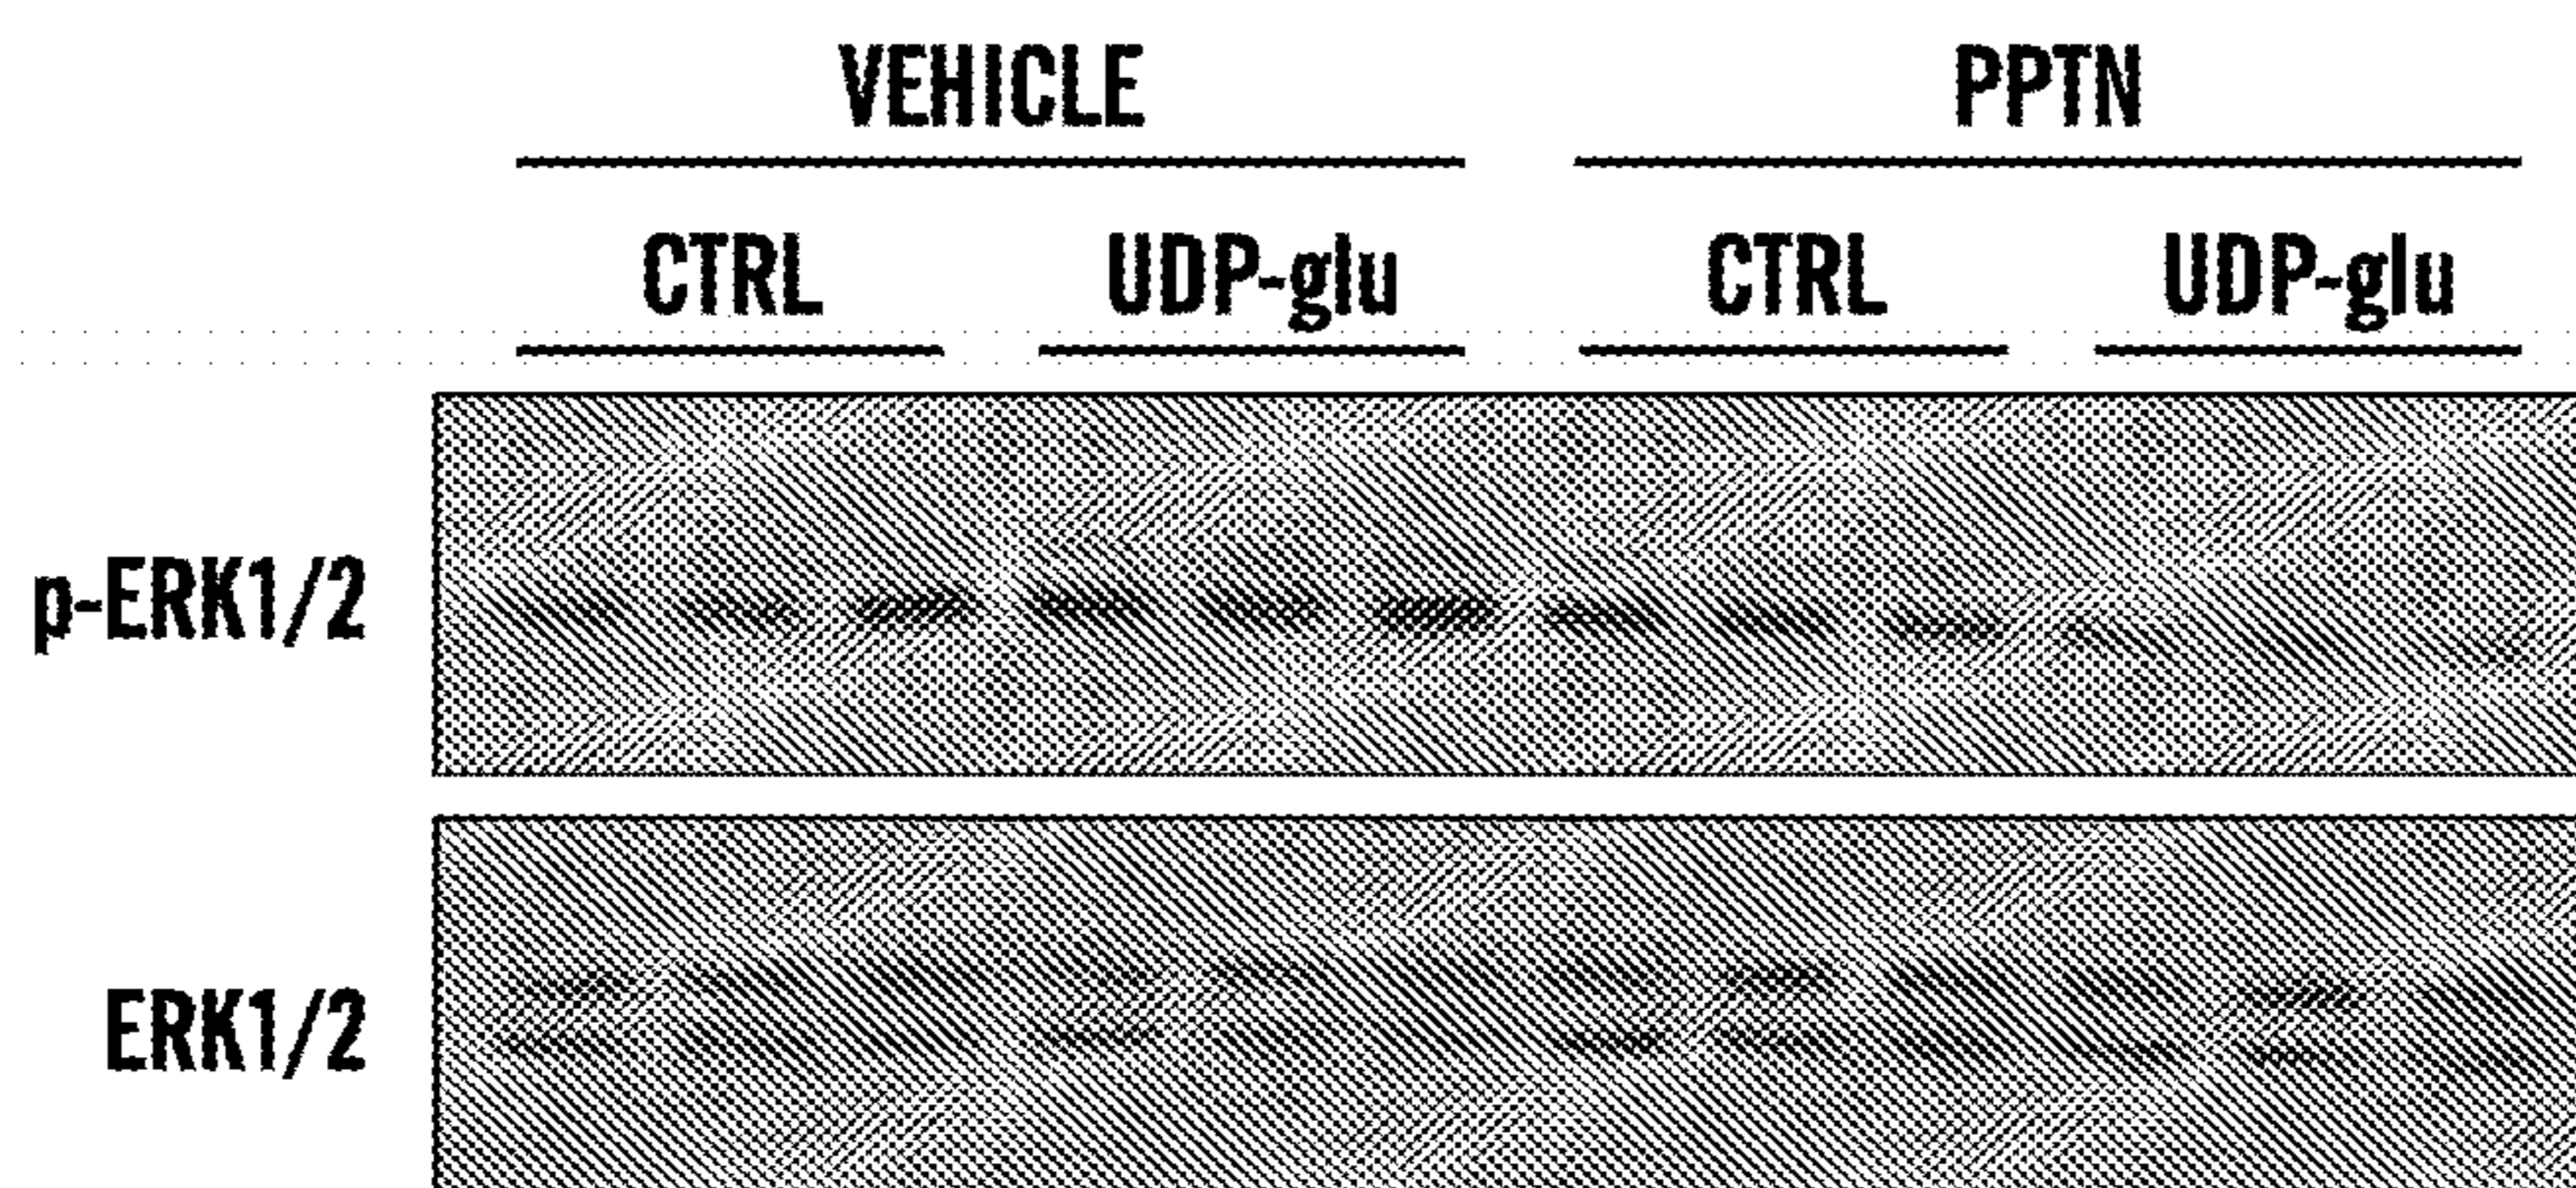 VEHICLE PPTN
CTRL UDP-glu CTRL UDP-glu
p-ERK1/2
ERK1/2